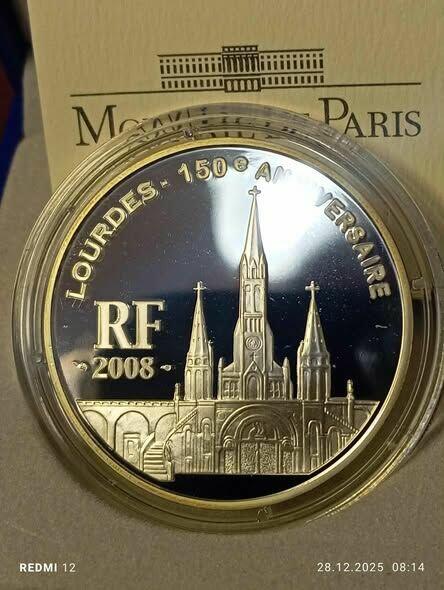 PARIS
LOURDES - 150e ANNIVERSAIRE
RF
2008
REDMI 12
28.12.2025 08:14